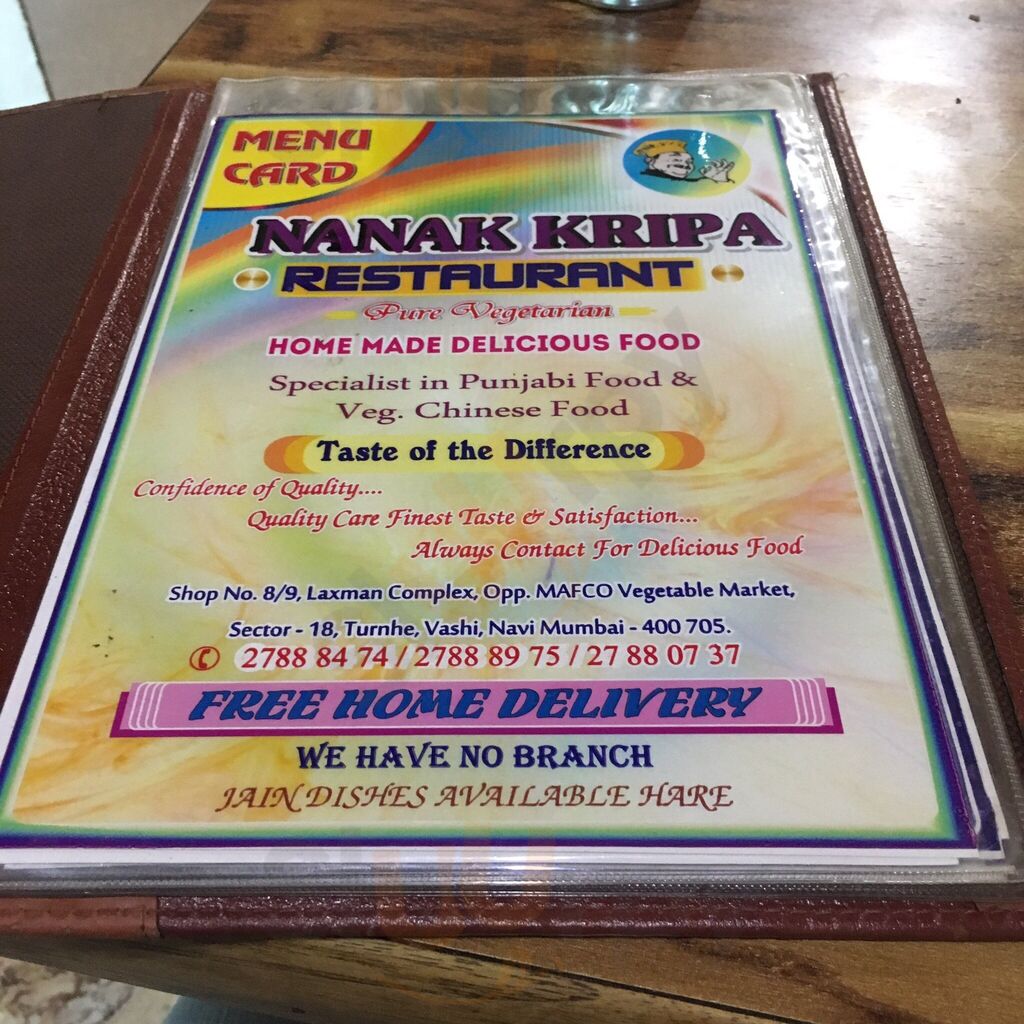 MENU
CARD
NANAK KRIPA
RESTAURANT
Pure Vegetarian
HOME MADE DELICIOUS FOOD
Specialist in Punjabi Food &
Veg. Chinese Food
Taste of the Difference
Confidence of Quality....
Quality Care Finest Taste & Satisfaction...
Always Contact For Delicious Food
Shop No. 8/9, Laxman Complex, Opp. MAFCO Vegetable Market,
Sector - 18, Turnhe, Vashi, Navi Mumbai - 400 705.
2788 84 74 / 2788 89 75 / 27 88 07 37
FREE HOME DELIVERY
WE HAVE NO BRANCH
JAIN DISHES AVAILABLE HARE